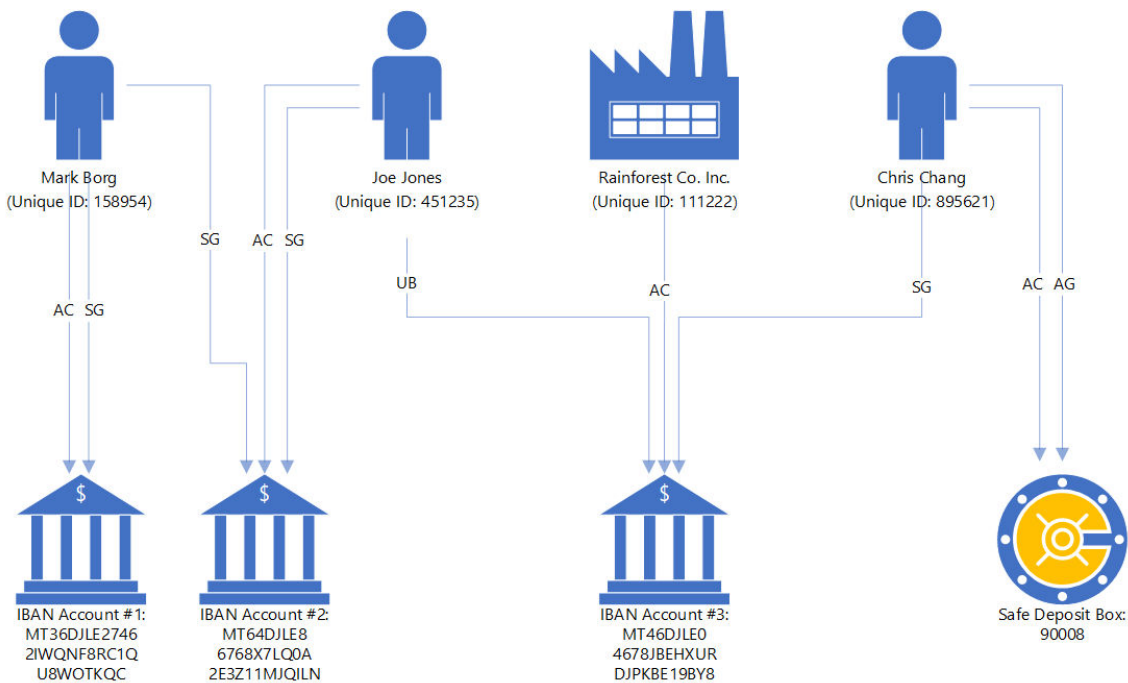 Mark Borg
(Unique ID: 158954)
Joe Jones
(Unique ID: 451235)
Rainforest Co. Inc.
(Unique ID: 111222)
Chris Chang
(Unique ID: 895621)
SG
AC SG
UB
AC
SG
AC AG
AC SG
$
$
$
IBAN Account #1:
MT36DJLE2746
2IWQNF8RC1Q
U8WOTKQC
IBAN Account #2:
MT64DJLE8
6768X7LQ0A
2E3Z11MJQILN
IBAN Account #3:
MT46DJLE0
4678JBEHXUR
DJPKBE19BY8
Safe Deposit Box:
90008